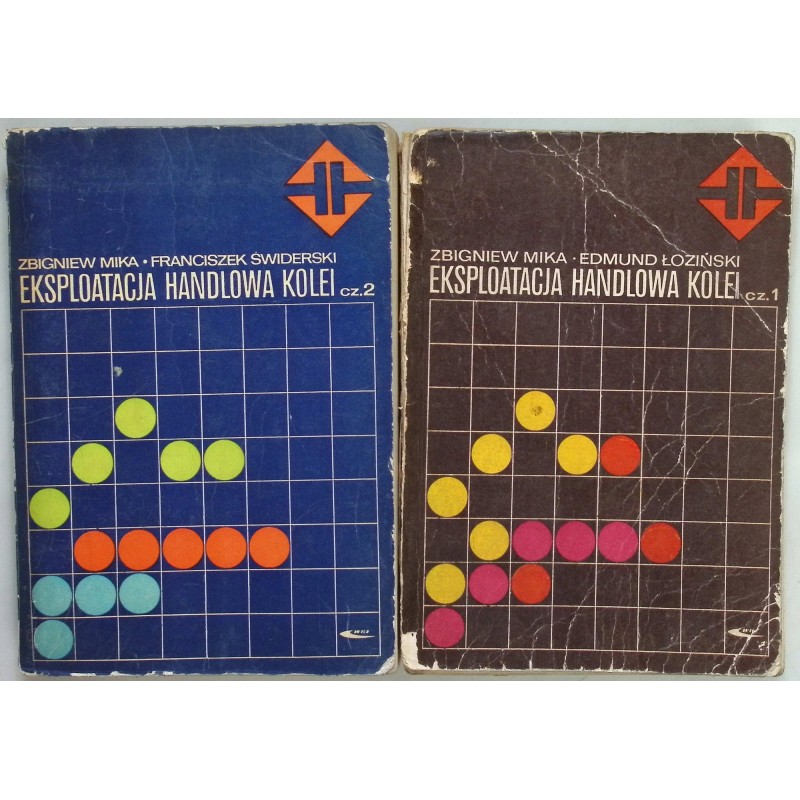 ZBIGNIEW MIKA • FRANCISZEK ŚWIDERSKI
EKSPLOATACJA HANDLOWA KOLEI cz.2
ZBIGNIEW MIKA • EDMUND ŁOZIŃSKI
EKSPLOATACJA HANDLOWA KOLEI cz.1